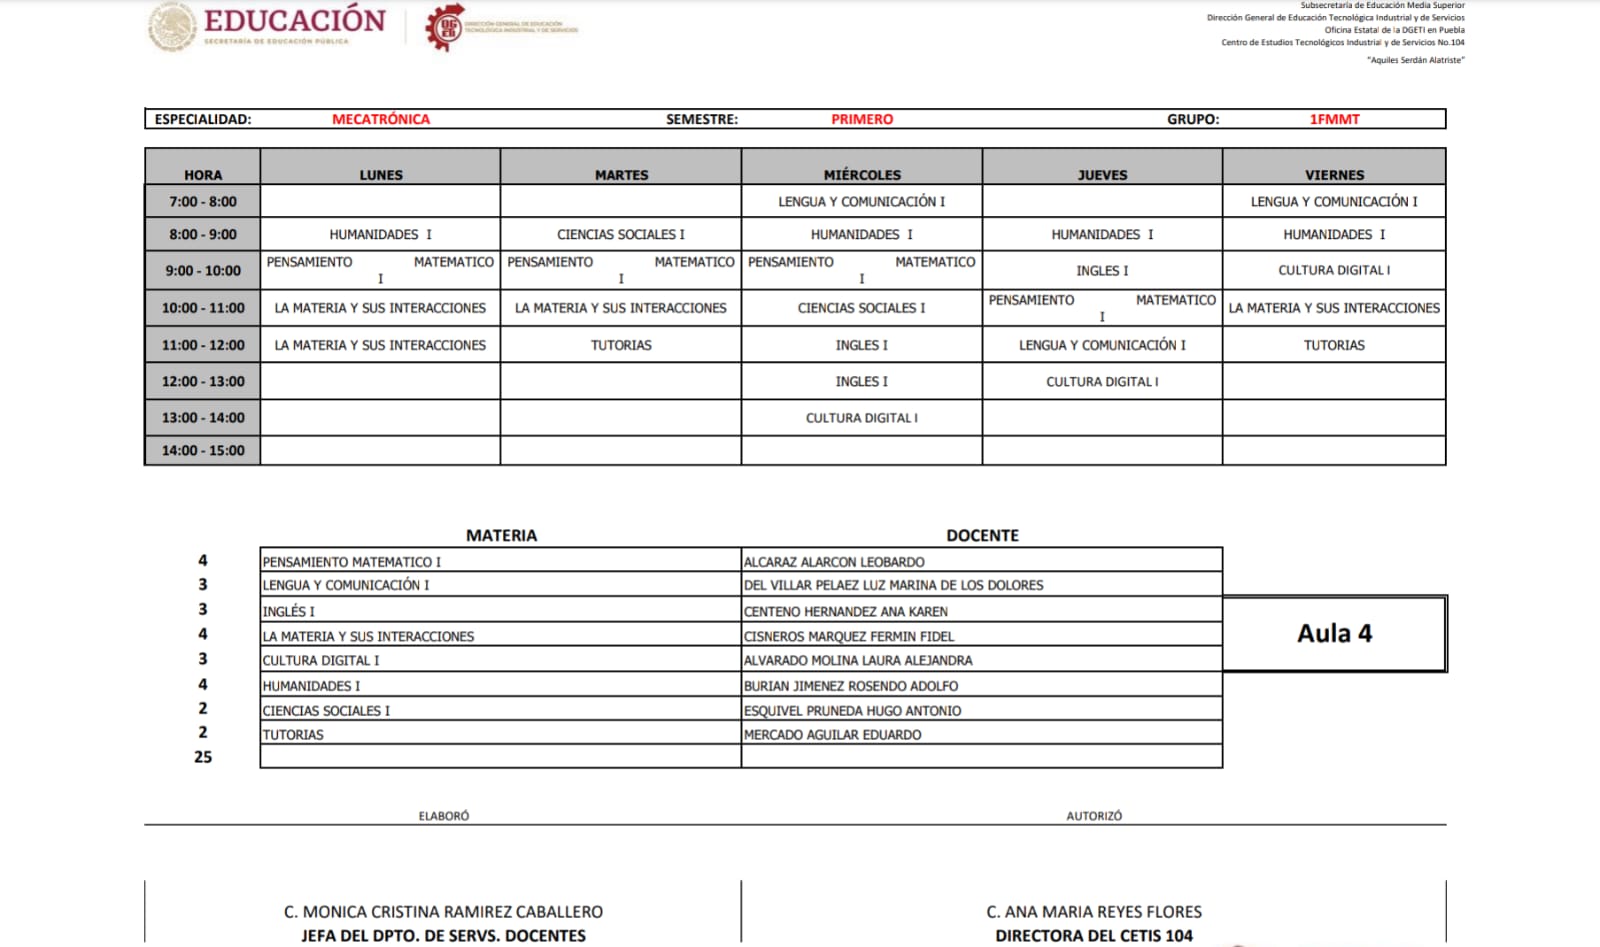 EDUCACIÓN
SECRETARÍA DE EDUCACIÓN PÚBLICA
DIRECCIÓN GENERAL DE EDUCACIÓN
TECNOLÓGICA INDUSTRIAL Y DE SERVICIOS
Subsecretaría de Educación Media Superior
Dirección General de Educación Tecnológica Industrial y de Servicios
Oficina Estatal de la DGETI en Puebla
Centro de Estudios Tecnológicos Industrial y de Servicios No.104
"Aquiles Serdán Alatriste"
ESPECIALIDAD: MECATRÓNICA SEMESTRE: PRIMERO GRUPO: 1FMMT
HORA LUNES MARTES MIÉRCOLES JUEVES VIERNES
7:00 - 8:00 LENGUA Y COMUNICACIÓN I LENGUA Y COMUNICACIÓN I
8:00 - 9:00 HUMANIDADES I CIENCIAS SOCIALES I HUMANIDADES I HUMANIDADES I HUMANIDADES I
9:00 - 10:00 PENSAMIENTO MATEMATICO I PENSAMIENTO MATEMATICO I PENSAMIENTO MATEMATICO I INGLES I CULTURA DIGITAL I
10:00 - 11:00 LA MATERIA Y SUS INTERACCIONES LA MATERIA Y SUS INTERACCIONES CIENCIAS SOCIALES I PENSAMIENTO MATEMATICO I LA MATERIA Y SUS INTERACCIONES
11:00 - 12:00 LA MATERIA Y SUS INTERACCIONES TUTORIAS INGLES I LENGUA Y COMUNICACIÓN I TUTORIAS
12:00 - 13:00 INGLES I CULTURA DIGITAL I
13:00 - 14:00 CULTURA DIGITAL I
14:00 - 15:00
MATERIA DOCENTE
4 PENSAMIENTO MATEMATICO I ALCARAZ ALARCON LEOBARDO
3 LENGUA Y COMUNICACIÓN I DEL VILLAR PELAEZ LUZ MARINA DE LOS DOLORES
3 INGLÉS I CENTENO HERNANDEZ ANA KAREN
4 LA MATERIA Y SUS INTERACCIONES CISNEROS MARQUEZ FERMIN FIDEL
3 CULTURA DIGITAL I ALVARADO MOLINA LAURA ALEJANDRA
4 HUMANIDADES I BURIAN JIMENEZ ROSENDO ADOLFO
2 CIENCIAS SOCIALES I ESQUIVEL PRUNEDA HUGO ANTONIO
2 TUTORIAS MERCADO AGUILAR EDUARDO
25
Aula 4
ELABORÓ AUTORIZÓ
C. MONICA CRISTINA RAMIREZ CABALLERO C. ANA MARIA REYES FLORES
JEFA DEL DPTO. DE SERVS. DOCENTES DIRECTORA DEL CETIS 104